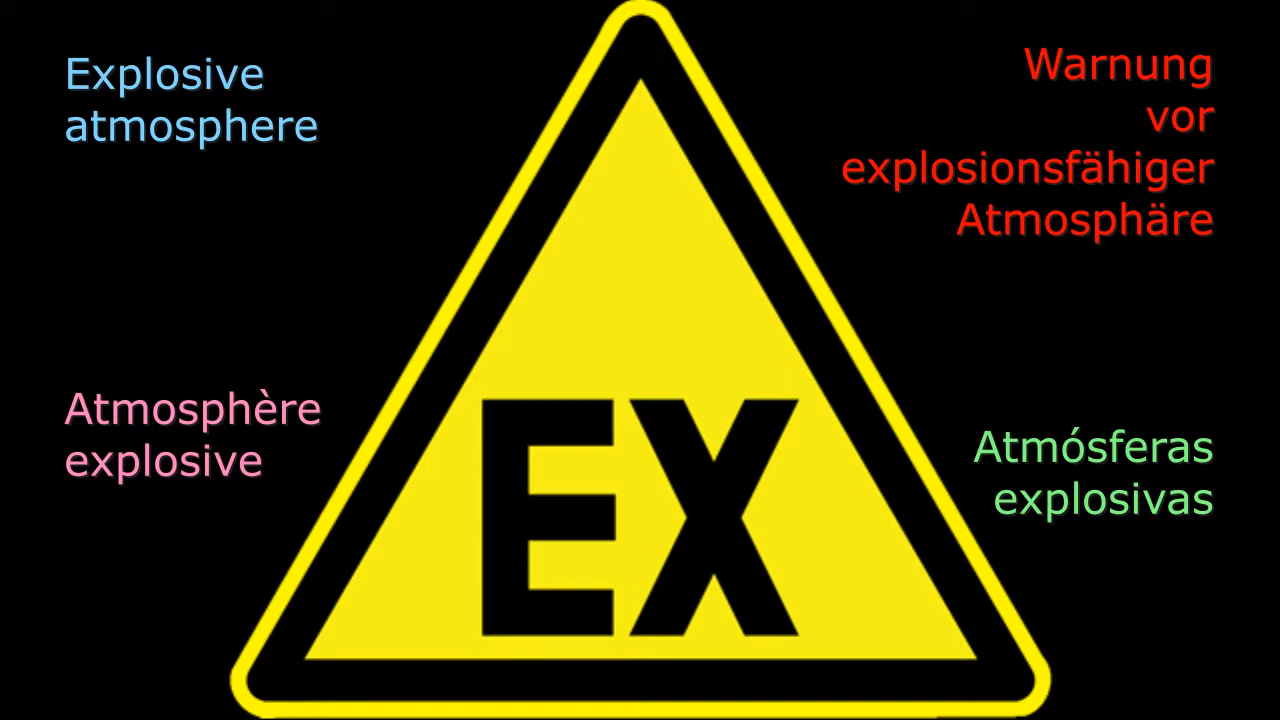 Explosive
atmosphere
Warnung
vor
explosionsfähiger
Atmosphäre
Atmosphère
explosive
Atmósferas
explosivas
EX